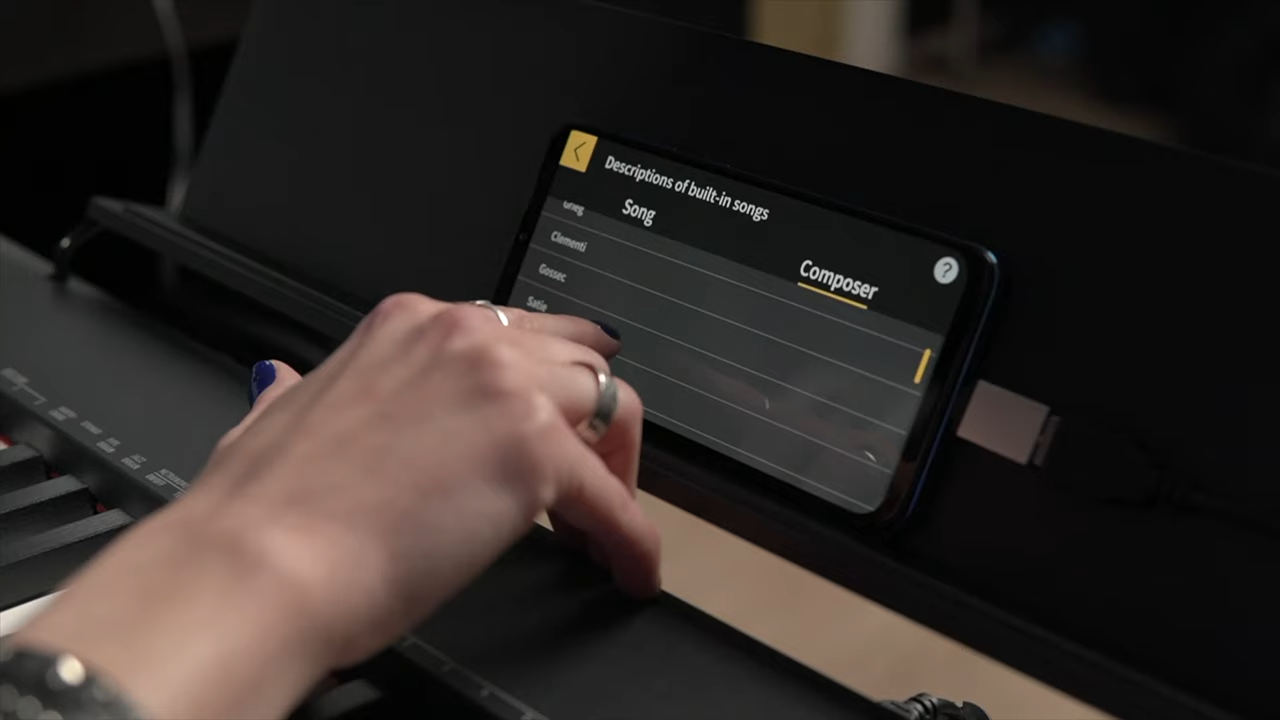 Descriptions of built-in songs
Song
Composer
?
Grieg
Clementi
Gossec
Satie